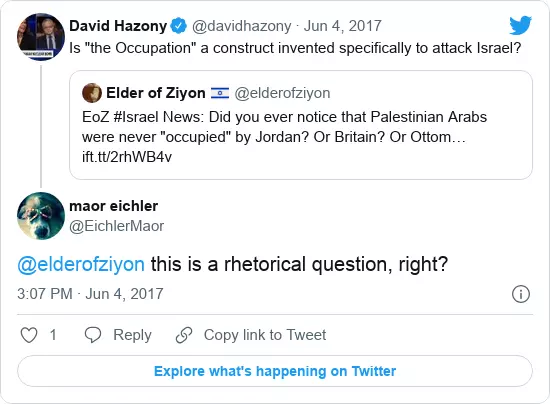 David Hazony @davidhazony · Jun 4, 2017
Is "the Occupation" a construct invented specifically to attack Israel?
Elder of Ziyon @elderofziyon
EoZ #Israel News: Did you ever notice that Palestinian Arabs
were never "occupied" by Jordan? Or Britain? Or Ottom…
ift.tt/2rhWB4v
maor eichler
@EichlerMaor
@elderofziyon this is a rhetorical question, right?
3:07 PM · Jun 4, 2017
1 Reply Copy link to Tweet
Explore what's happening on Twitter